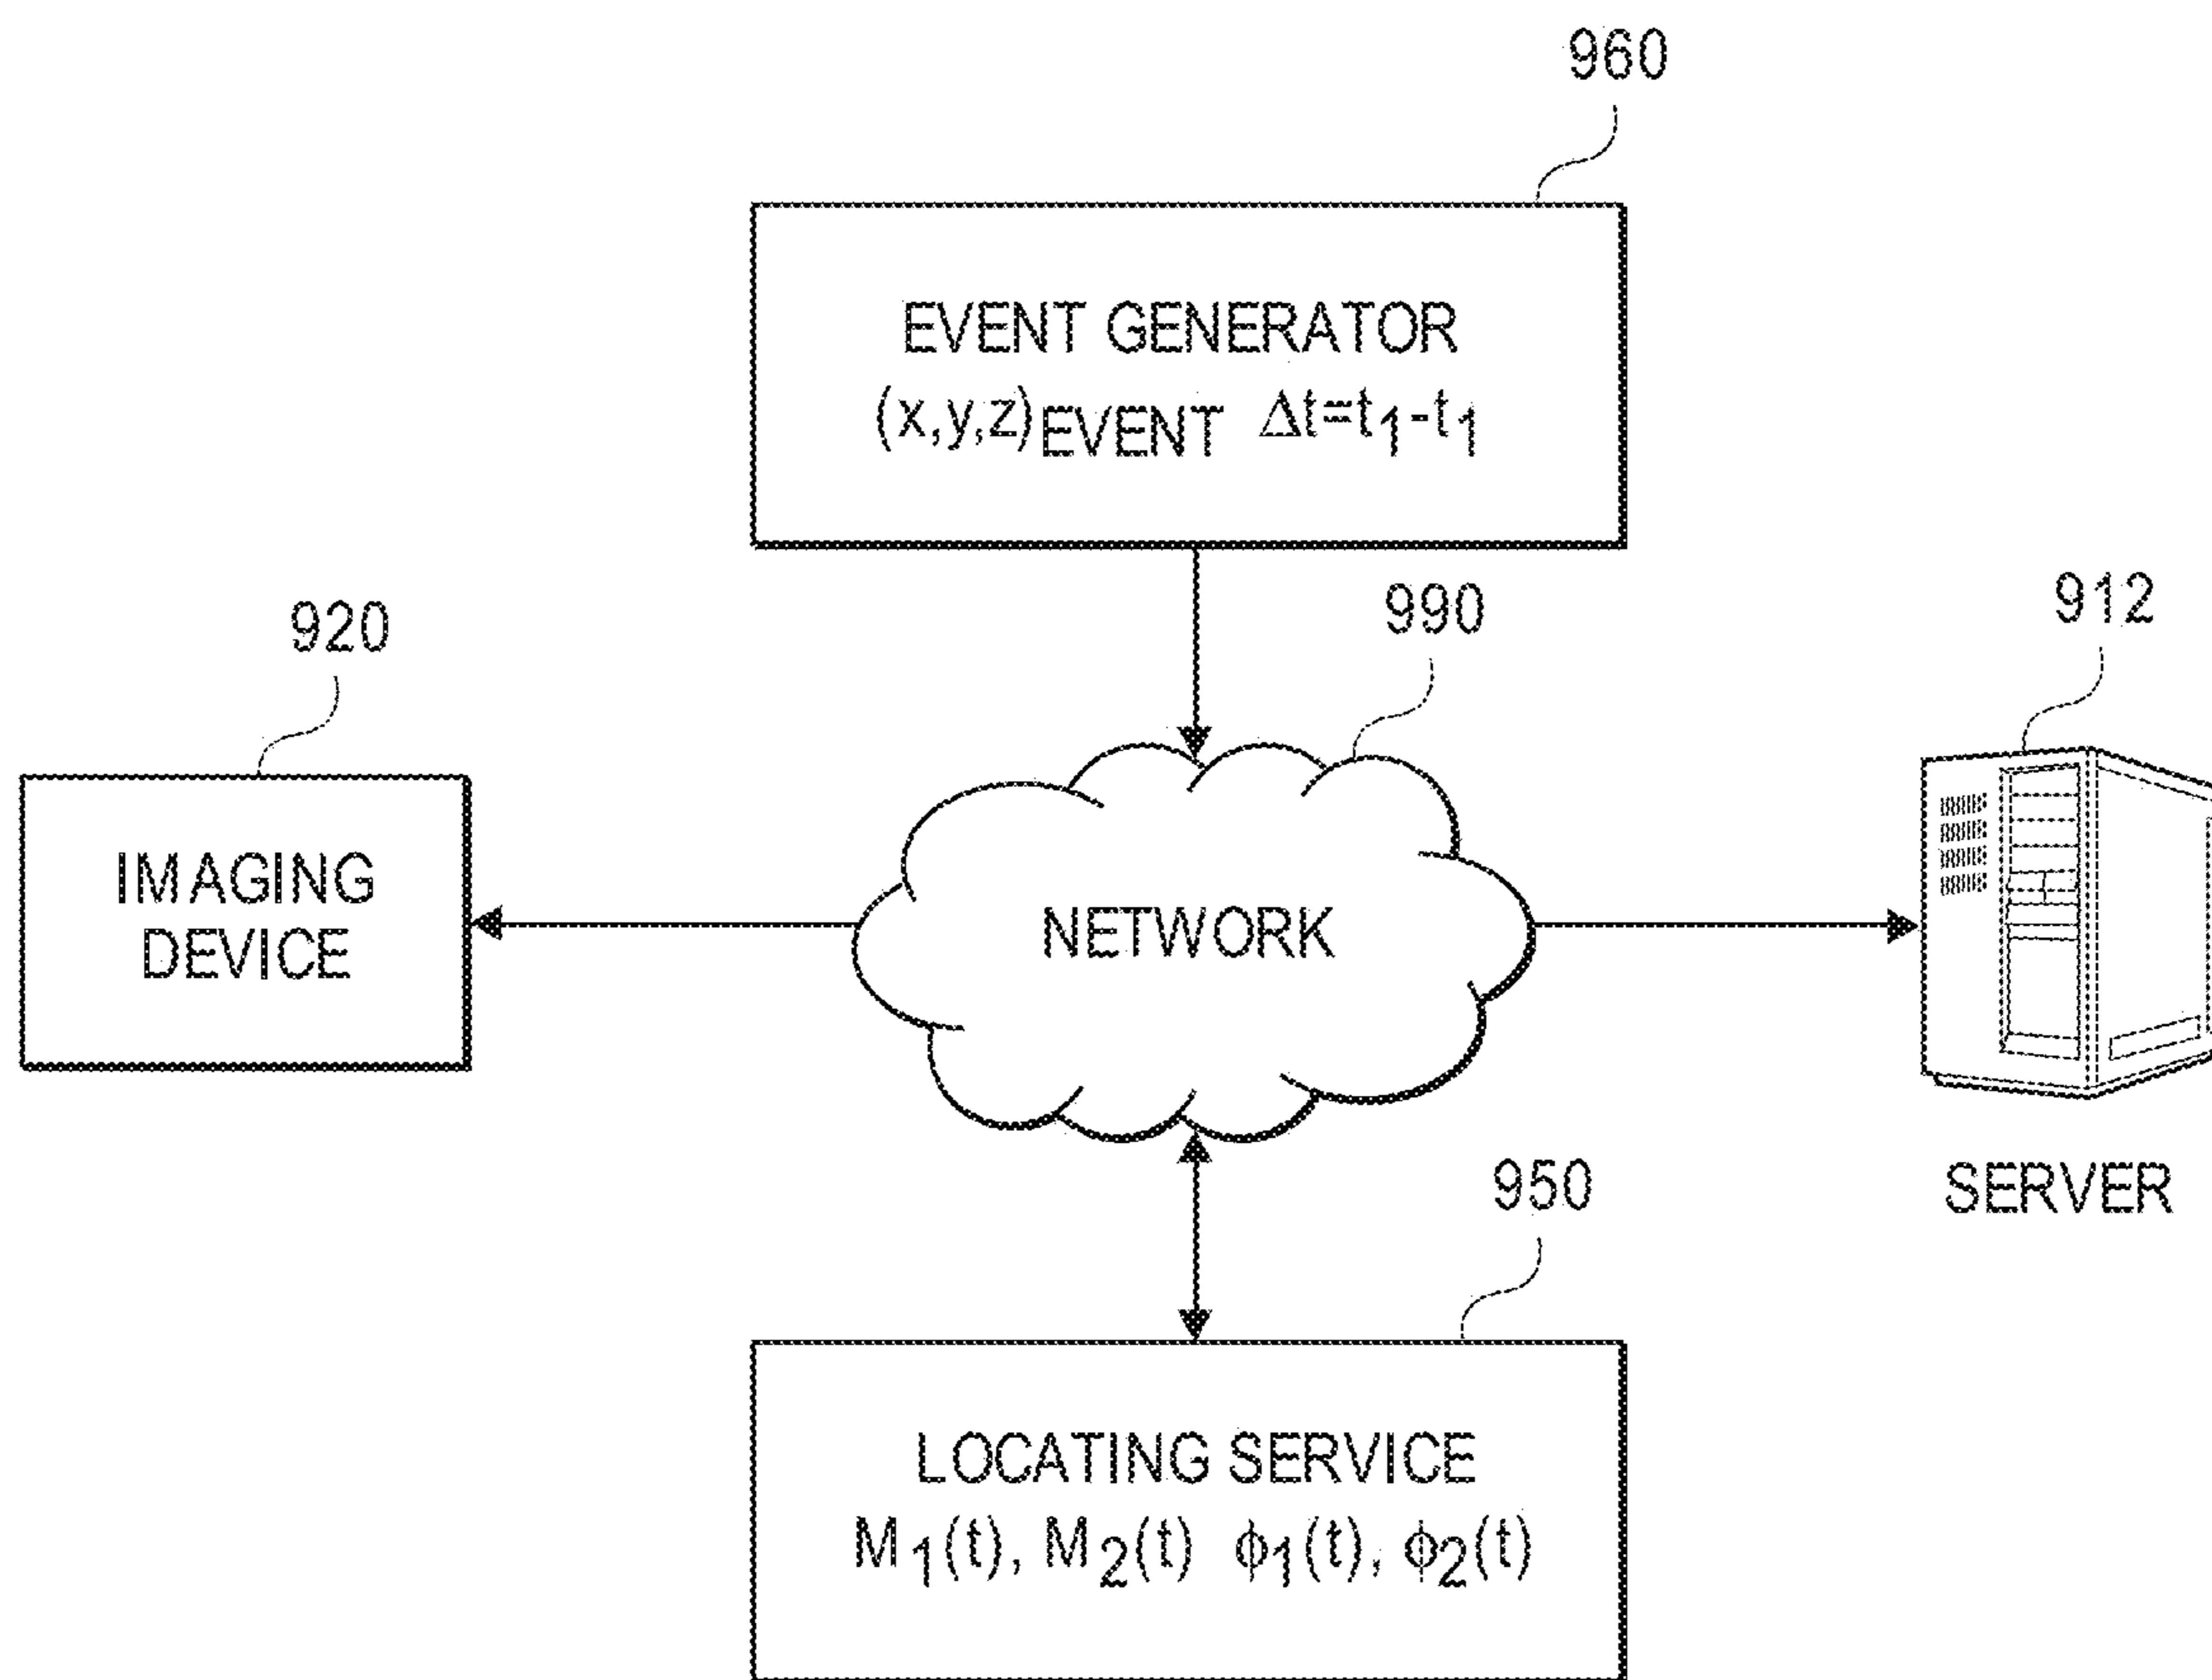 960
EVENT GENERATOR
(x,y,z)EVENT Δt=t1-t1
920
990
912
IMAGING
DEVICE
NETWORK
SERVER
950
LOCATING SERVICE
M1(t), M2(t) ϕ1(t), ϕ2(t)